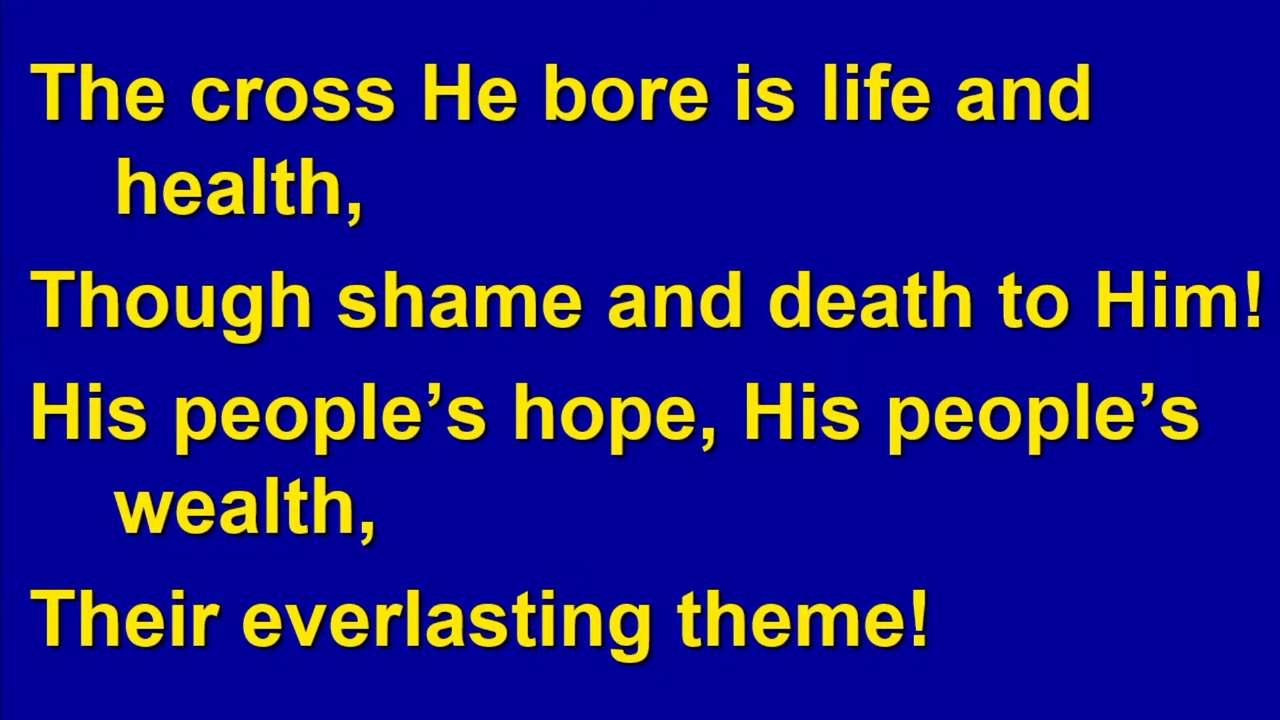 The cross He bore is life and
health,
Though shame and death to Him!
His people’s hope, His people’s
wealth,
Their everlasting theme!